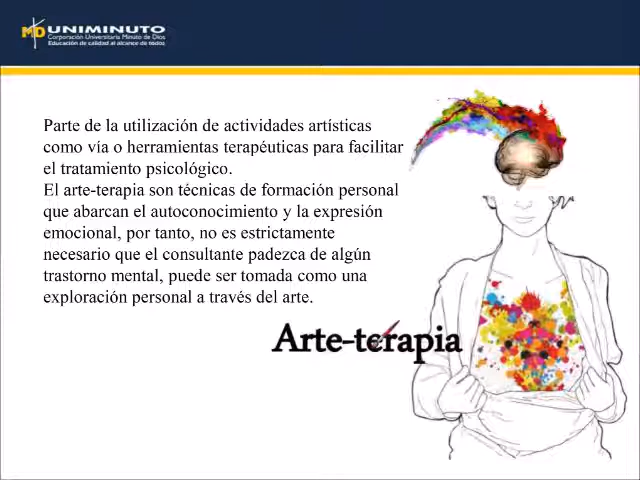 UNIMINUTO
Corporación Universitaria Minuto de Dios
Educación de calidad al alcance de todos
Parte de la utilización de actividades artísticas
como vía o herramientas terapéuticas para facilitar
el tratamiento psicológico.
El arte-terapia son técnicas de formación personal
que abarcan el autoconocimiento y la expresión
emocional, por tanto, no es estrictamente
necesario que el consultante padezca de algún
trastorno mental, puede ser tomada como una
exploración personal a través del arte.
Arte-terapia